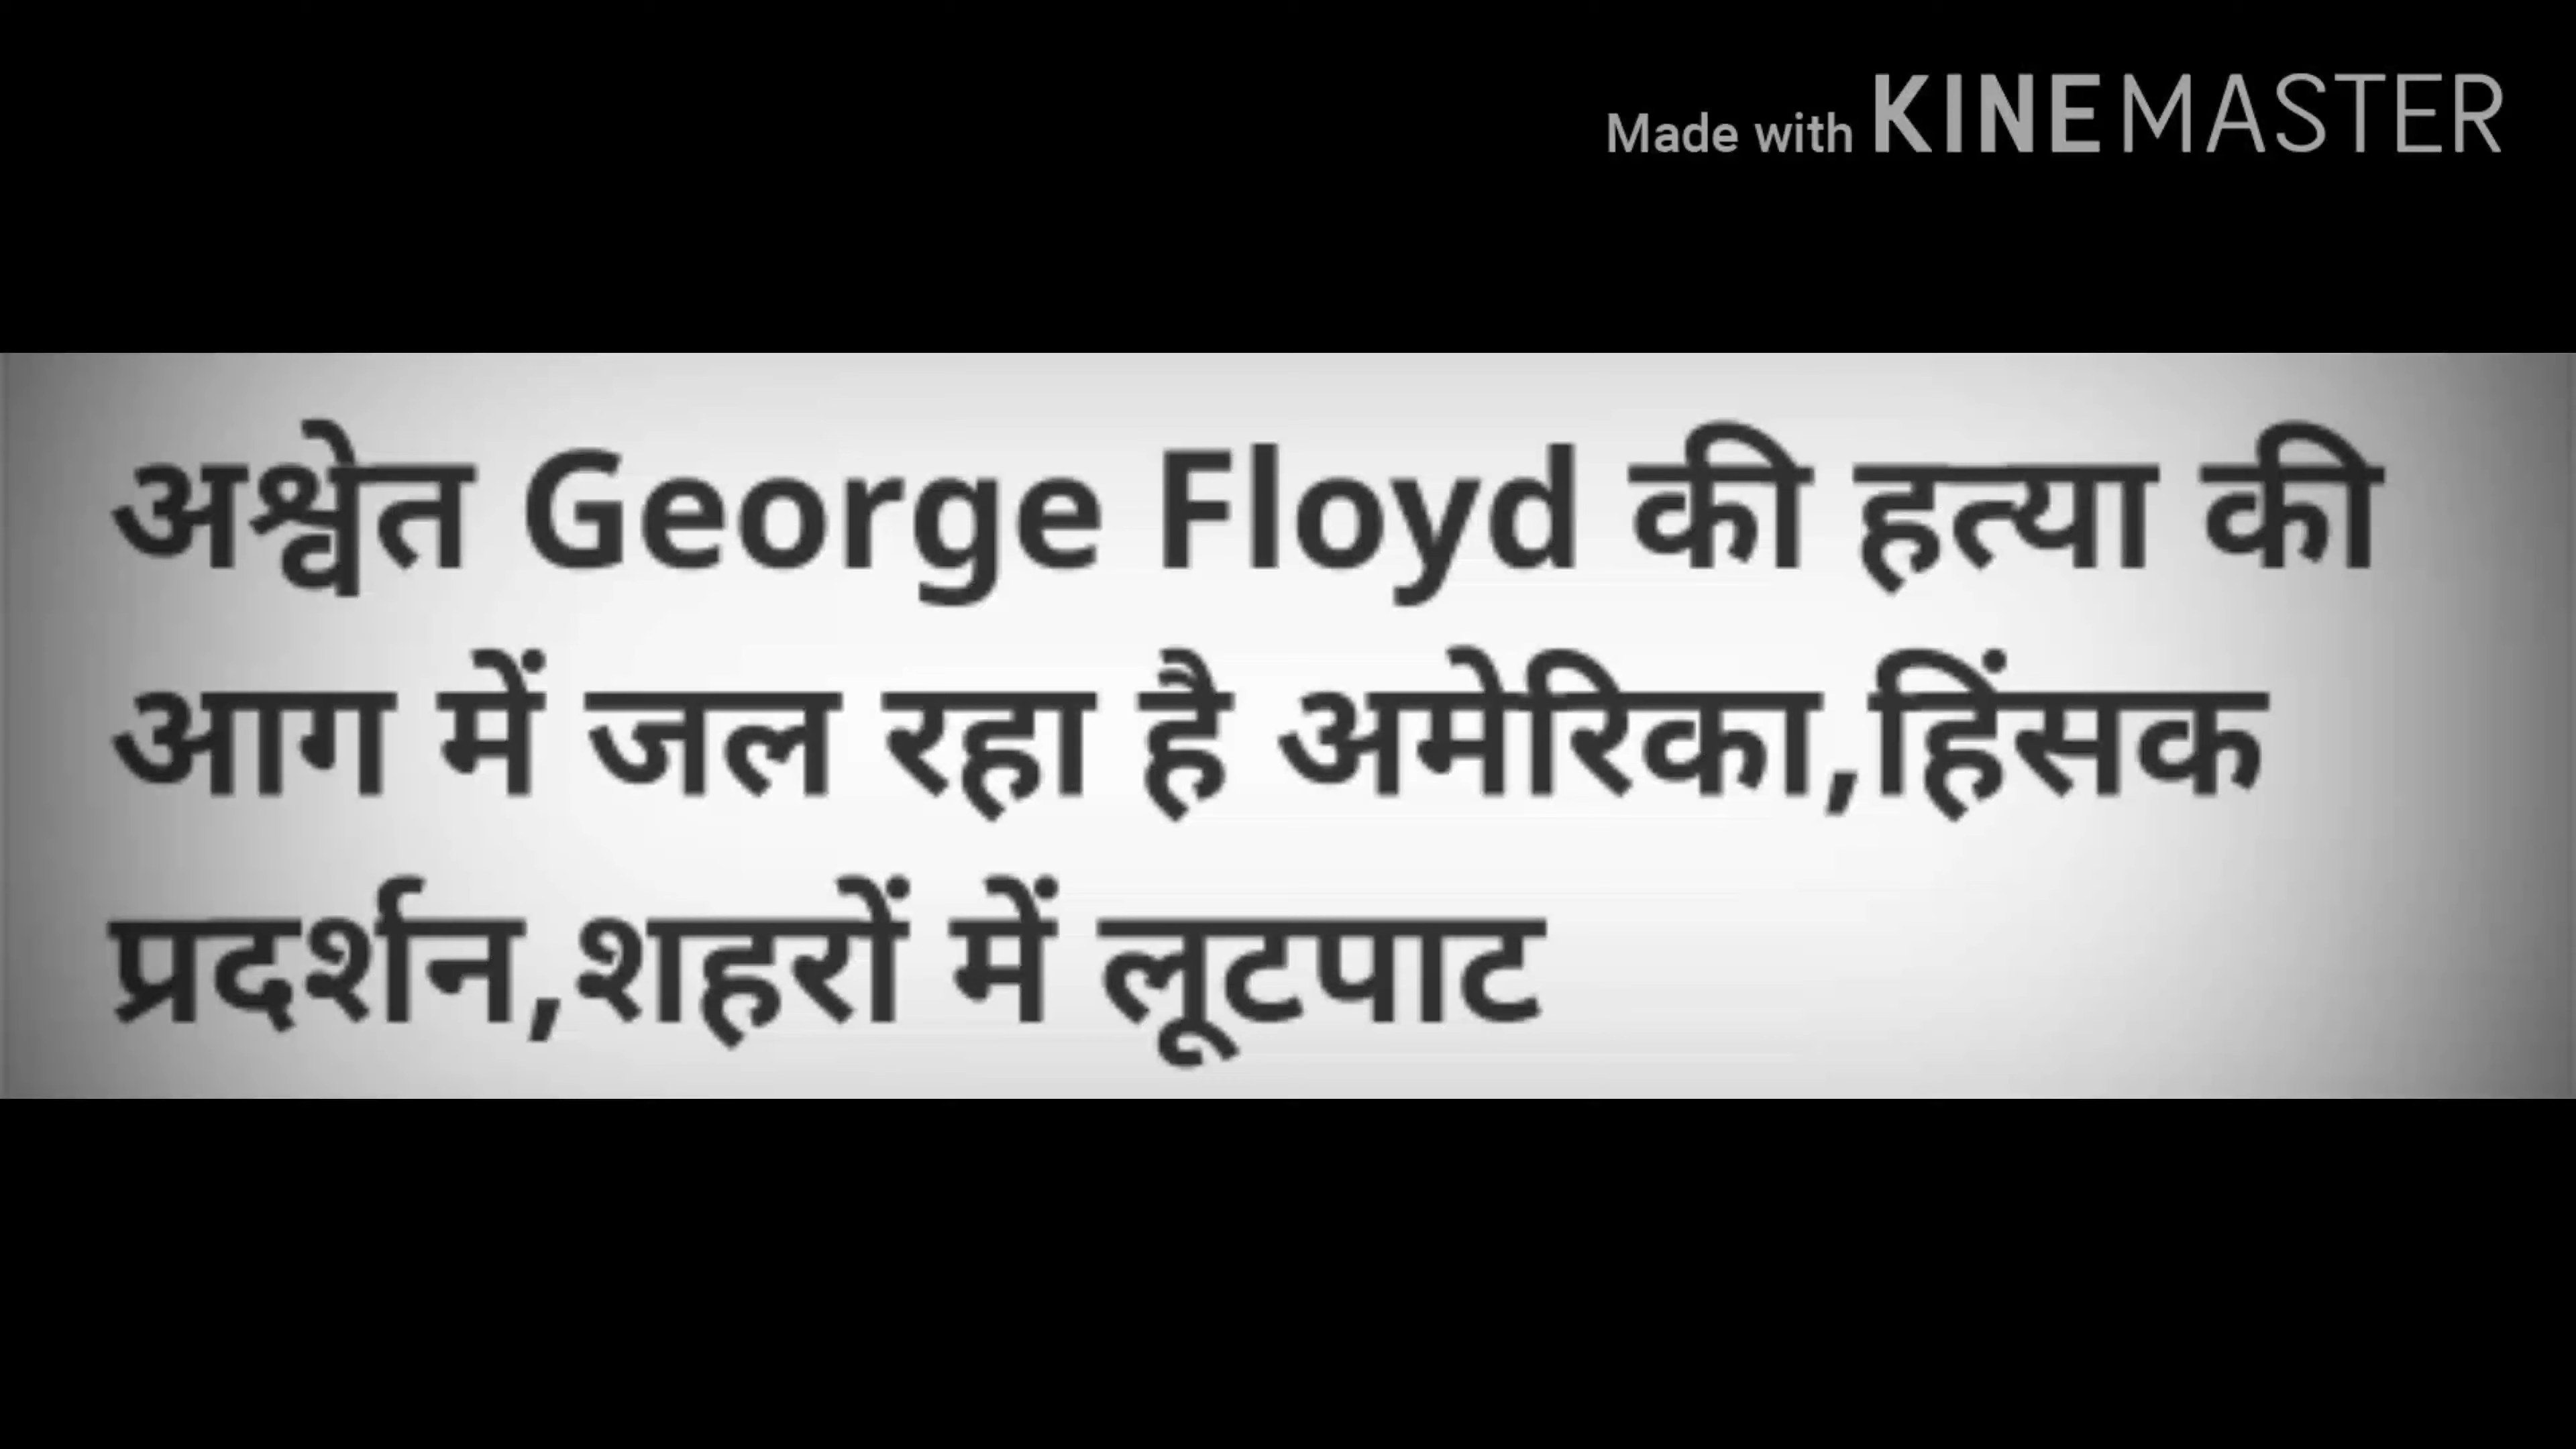 Made with KINEMASTER
अश्वेत George Floyd की हत्या की
आग में जल रहा है अमेरिका,हिंसक
प्रदर्शन,शहरों में लूटपाट